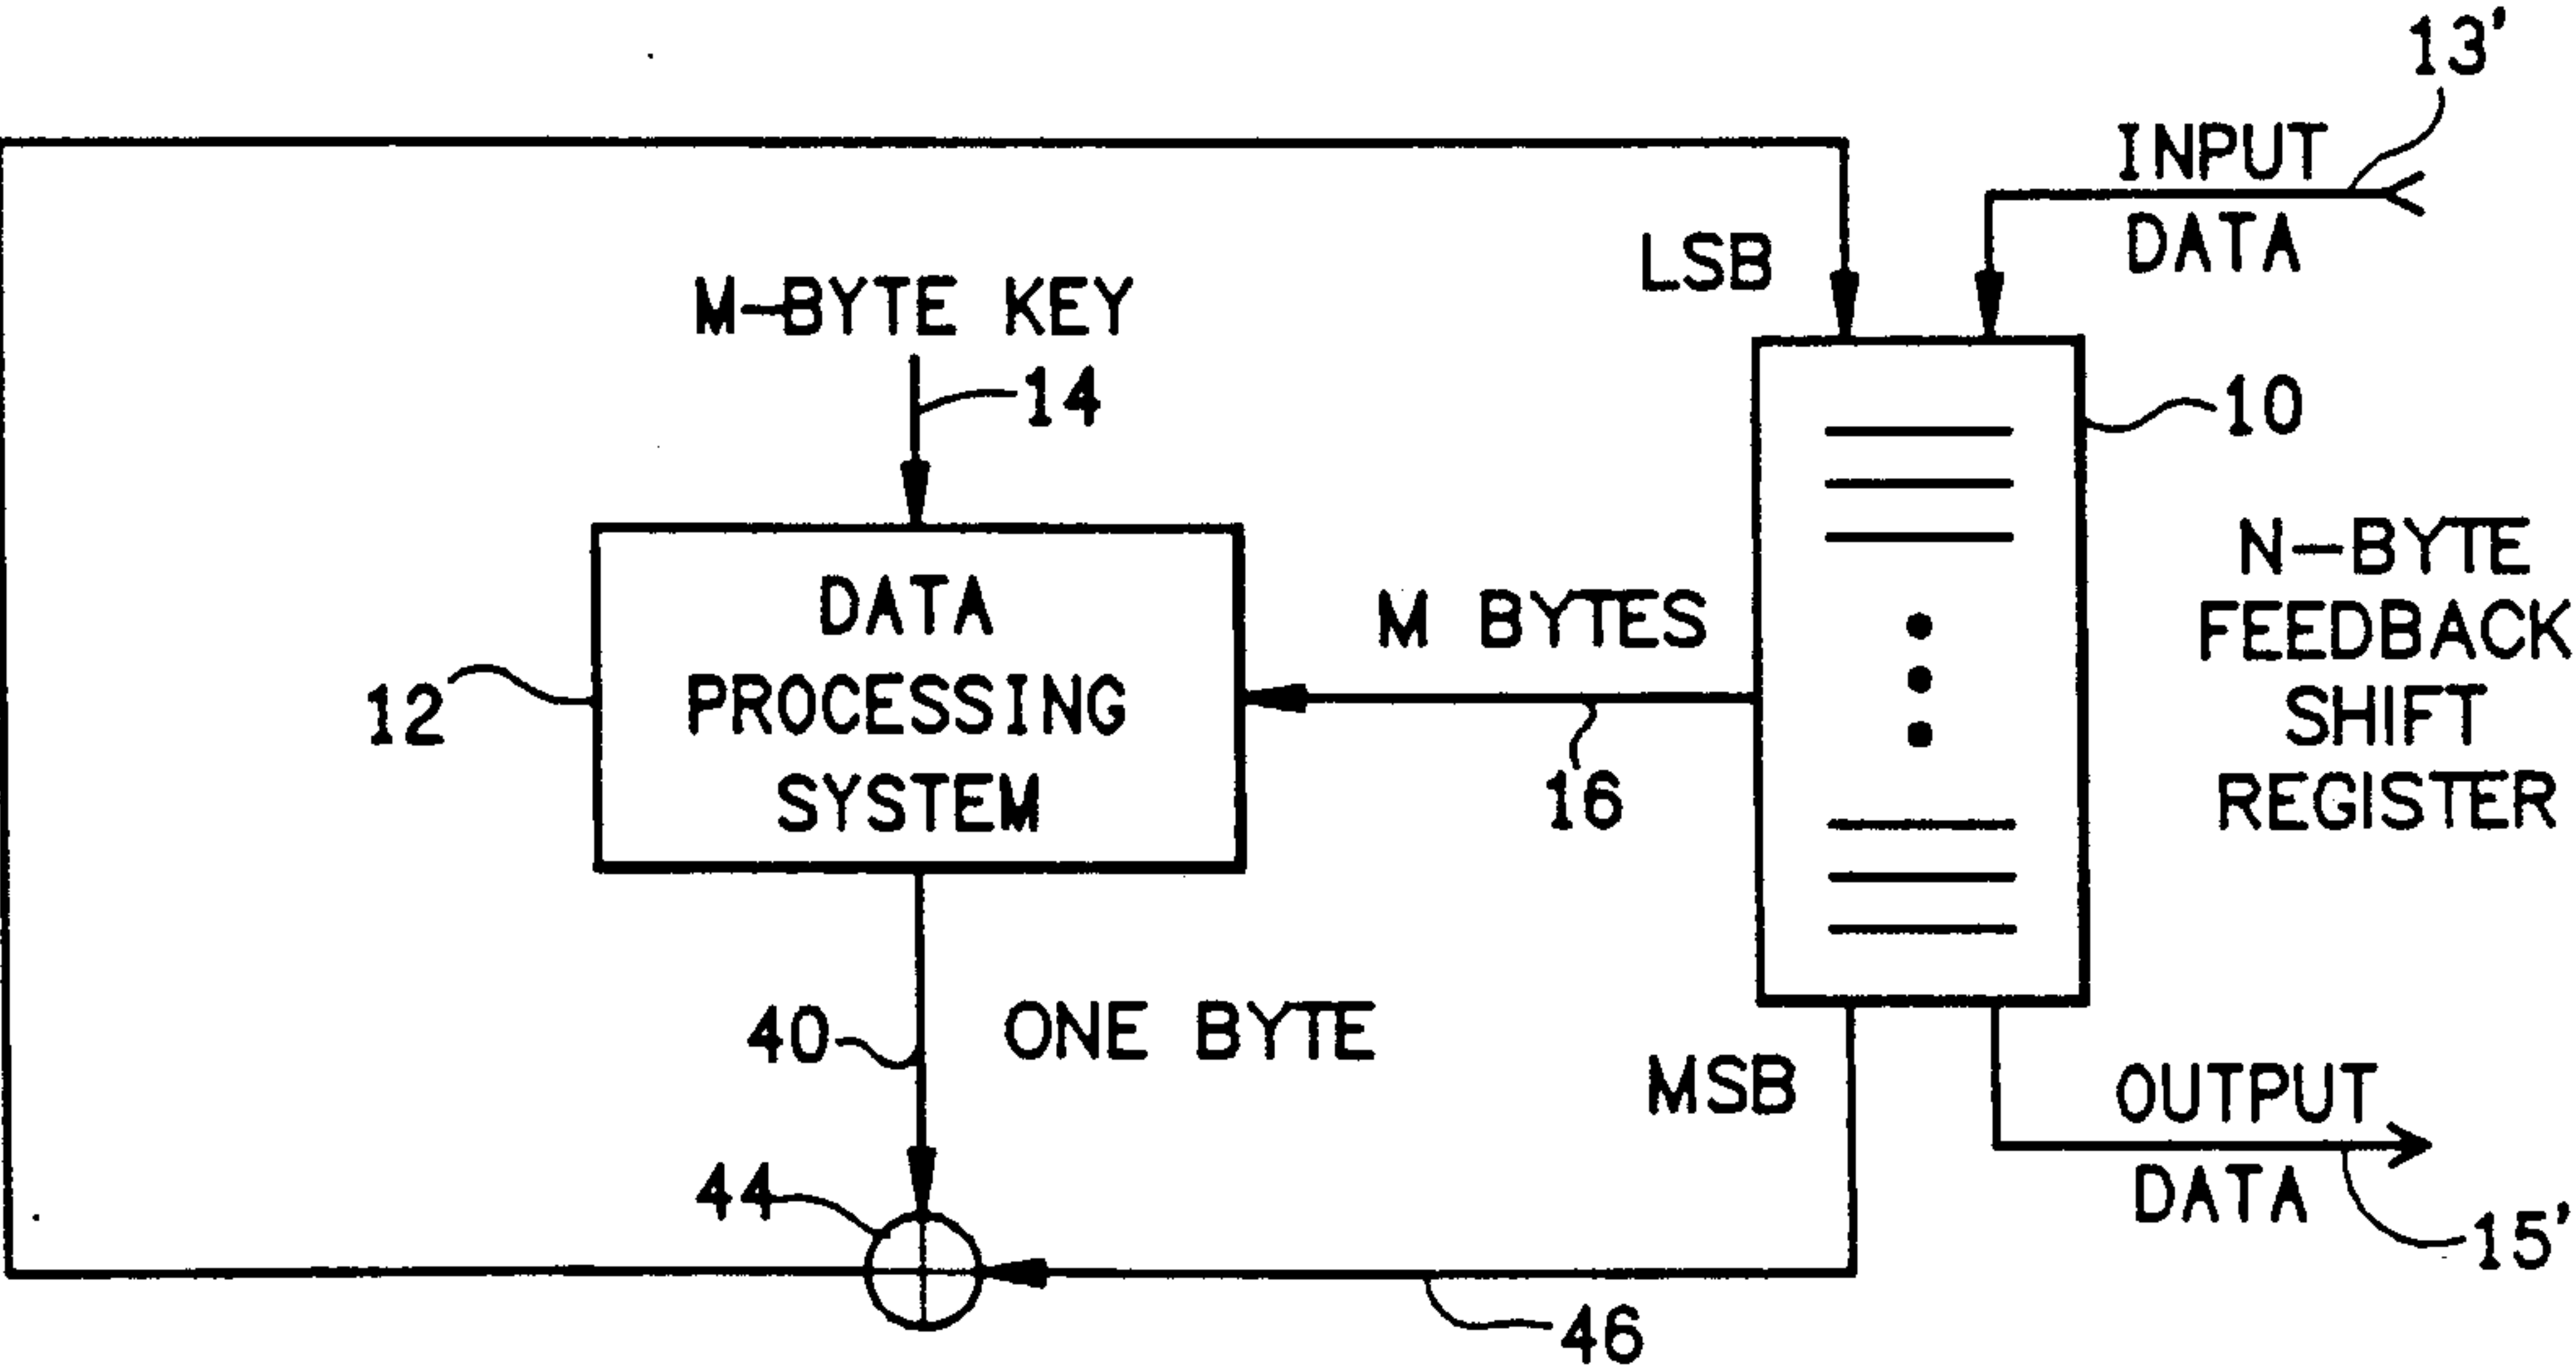 13'
INPUT
DATA
LSB
M-BYTE KEY
14
10
DATA
PROCESSING
SYSTEM
12
M BYTES
16
N-BYTE
FEEDBACK
SHIFT
REGISTER
40
ONE BYTE
MSB
OUTPUT
DATA
15'
44
46